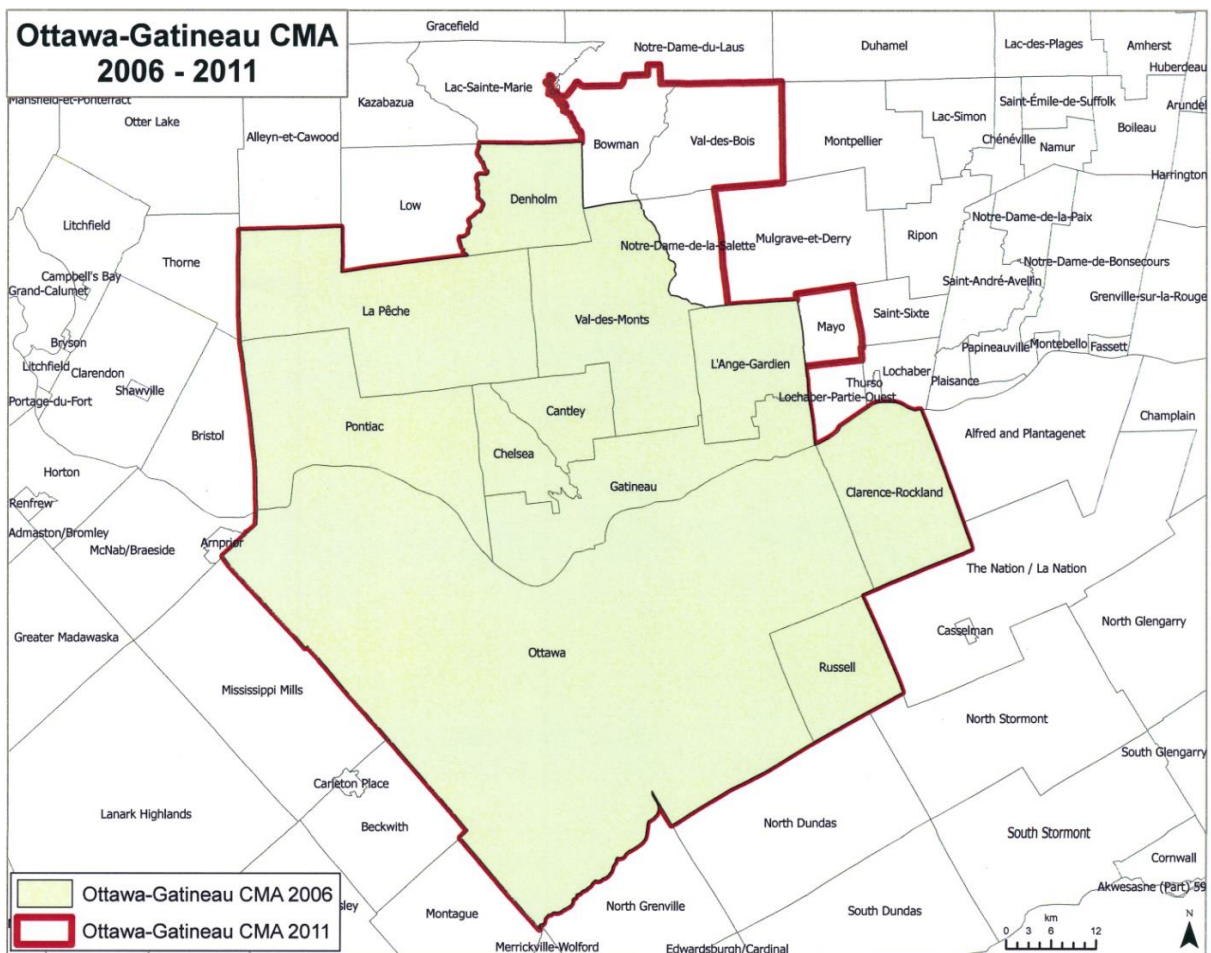 Ottawa-Gatineau CMA
2006 - 2011
Gracefield
Notre-Dame-du-Laus
Duhamel
Lac-des-Plages
Amherst
Huberdeau
Mansfield-et-Pontefract
Otter Lake
Alleyn-et-Cawood
Kazabazua
Lac-Sainte-Marie
Bowman
Val-des-Bois
Montpellier
Lac-Simon
Saint-Émile-de-Suffolk
Chénéville
Namur
Boileau
Arundel
Harrington
Litchfield
Thorne
Low
Denholm
Notre-Dame-de-la-Salette
Mulgrave-et-Derry
Ripon
Notre-Dame-de-la-Paix
Notre-Dame-de-Bonsecours
Campbell's Bay
Grand-Calumet
Bryson
Litchfield
Clarendon
Shawville
Portage-du-Fort
La Pêche
Val-des-Monts
Mayo
Saint-Sixte
Saint-André-Avellin
Grenville-sur-la-Rouge
L'Ange-Gardien
Papineauville
Montebello
Fassett
Thurso
Lochaber
Plaisance
Lochaber-Partie-Ouest
Bristol
Pontiac
Cantley
Chelsea
Gatineau
Alfred and Plantagenet
Champlain
Horton
Renfrew
Admaston/Bromley
McNab/Braeside
Arnprior
Clarence-Rockland
The Nation / La Nation
Casselman
North Glengarry
Greater Madawaska
Mississippi Mills
Ottawa
Russell
North Stormont
South Glengarry
Carleton Place
Lanark Highlands
Beckwith
North Dundas
South Stormont
Cornwall
Akwesasne (Part) 59
Montague
North Grenville
South Dundas
Merrickville-Wolford
Edwardsburgh/Cardinal
Ottawa-Gatineau CMA 2006
Ottawa-Gatineau CMA 2011
km
0 3 6 12
N